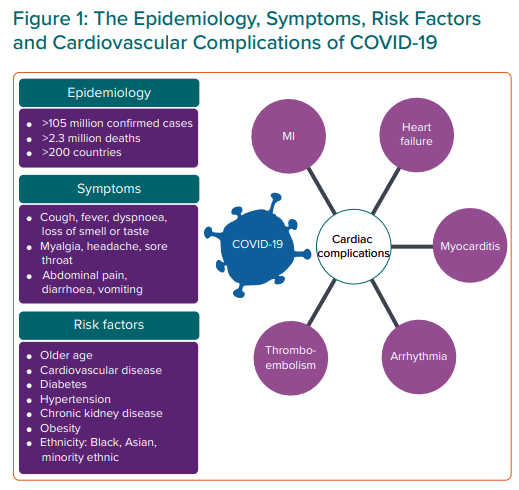 Figure 1: The Epidemiology, Symptoms, Risk Factors
and Cardiovascular Complications of COVID-19
Epidemiology
• >105 million confirmed cases
• >2.3 million deaths
• >200 countries
Symptoms
• Cough, fever, dyspnoea,
loss of smell or taste
• Myalgia, headache, sore
throat
• Abdominal pain,
diarrhoea, vomiting
Risk factors
• Older age
• Cardiovascular disease
• Diabetes
• Hypertension
• Chronic kidney disease
• Obesity
• Ethnicity: Black, Asian,
minority ethnic
COVID-19
Cardiac
complications
MI
Heart
failure
Myocarditis
Arrhythmia
Thrombo-
embolism